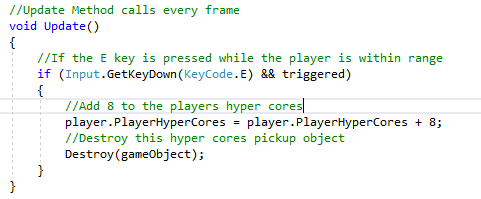 //Update Method calls every frame
void Update()
{
//If the E key is pressed while the player is within range
if (Input.GetKeyDown(KeyCode.E) && triggered)
{
//Add 8 to the players hyper cores
player.PlayerHyperCores = player.PlayerHyperCores + 8;
//Destroy this hyper cores pickup object
Destroy(gameObject);
}
}